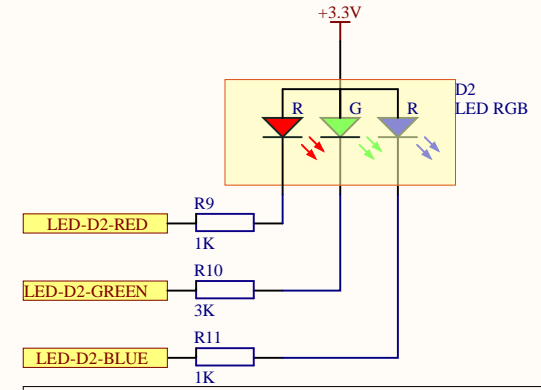 +3.3V
D2
LED RGB
R G R
R9
LED-D2-RED
1K
R10
LED-D2-GREEN
3K
R11
LED-D2-BLUE
1K